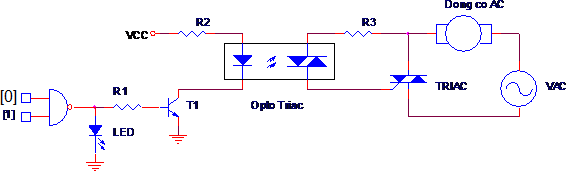 Dong co AC
R2
R3
VCC
TRIAC
VAC
[0]
[1]
R1
T1
Opto Triac
LED